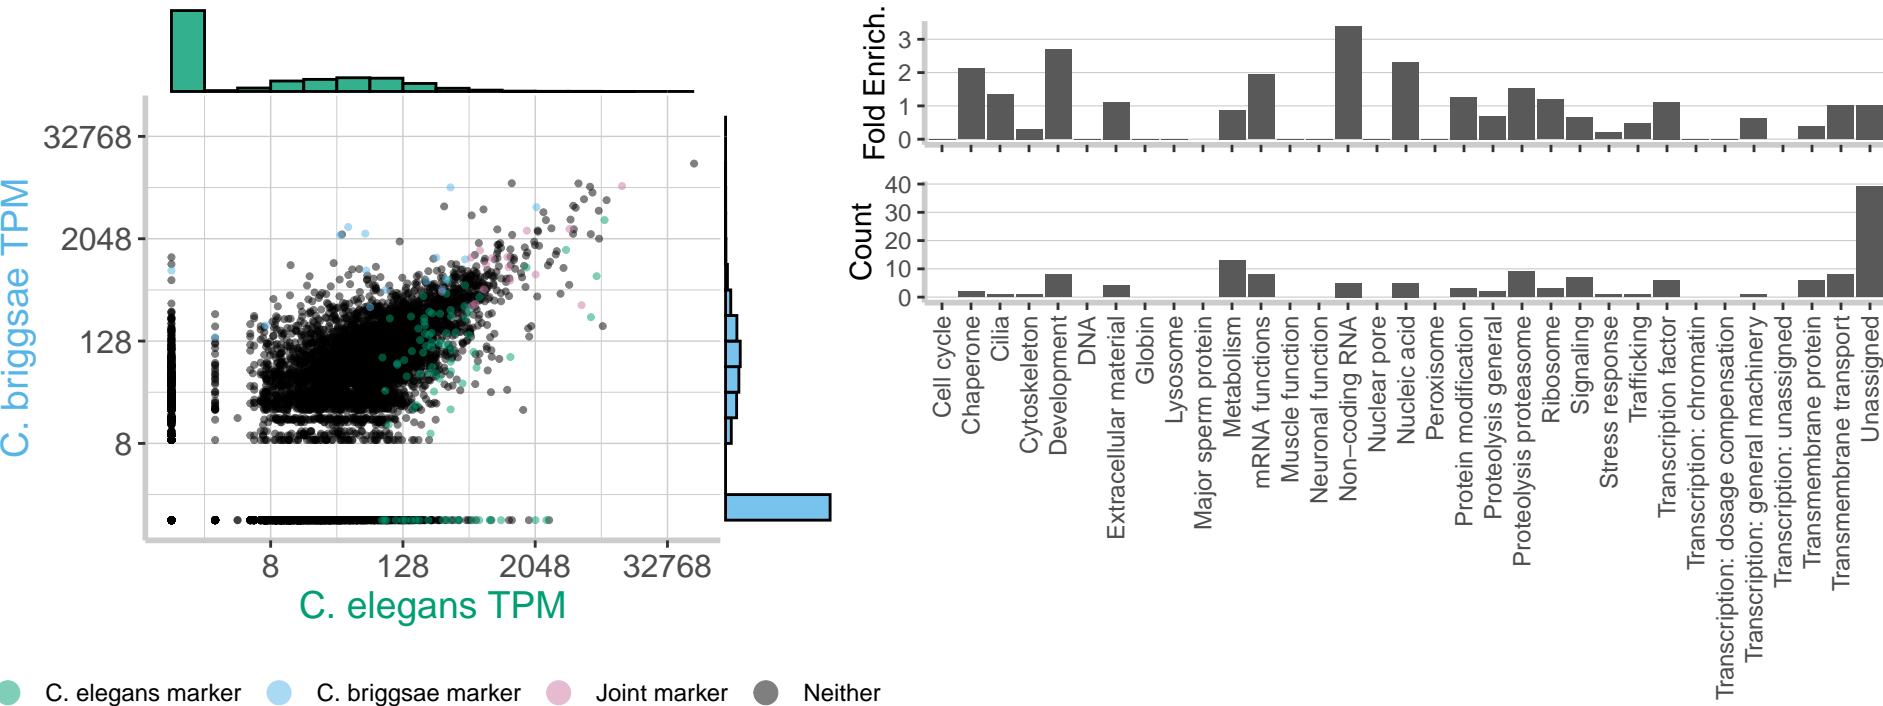 32768
2048
128
8
C. briggsae TPM
8
128
2048
32768
C. elegans TPM
C. elegans marker
C. briggsae marker
Joint marker
Neither
Fold Enrich.
3
2
1
0
Count
40
30
20
10
0
Cell cycle
Chaperone
Cilia
Cytoskeleton
Development
DNA
Extracellular material
Globin
Lysosome
Major sperm protein
Metabolism
mRNA functions
Muscle function
Neuronal function
Non−coding RNA
Nuclear pore
Nucleic acid
Peroxisome
Protein modification
Proteolysis general
Proteolysis proteasome
Ribosome
Signaling
Stress response
Trafficking
Transcription factor
Transcription: chromatin
Transcription: dosage compensation
Transcription: general machinery
Transcription: unassigned
Transmembrane protein
Transmembrane transport
Unassigned